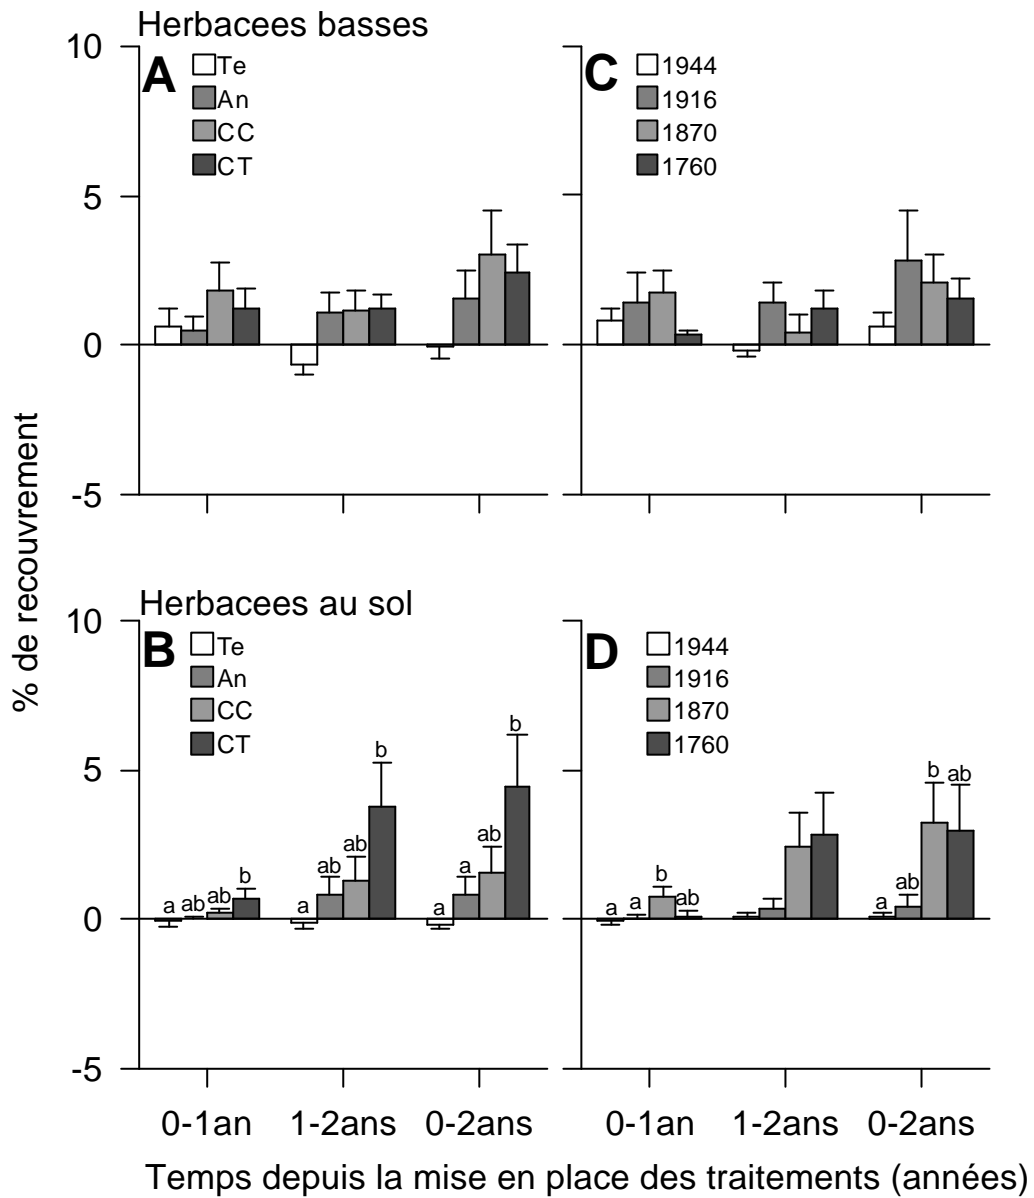 Herbacees basses
10
5
0
-5
A
Te
An
CC
CT
C
1944
1916
1870
1760
% de recouvrement
Herbacees au sol
10
5
0
-5
B
Te
An
CC
CT
a ab ab b
a ab ab b
a a ab b
D
1944
1916
1870
1760
a a b ab
a ab b ab
0-1an 1-2ans 0-2ans
0-1an 1-2ans 0-2ans
Temps depuis la mise en place des traitements (années)